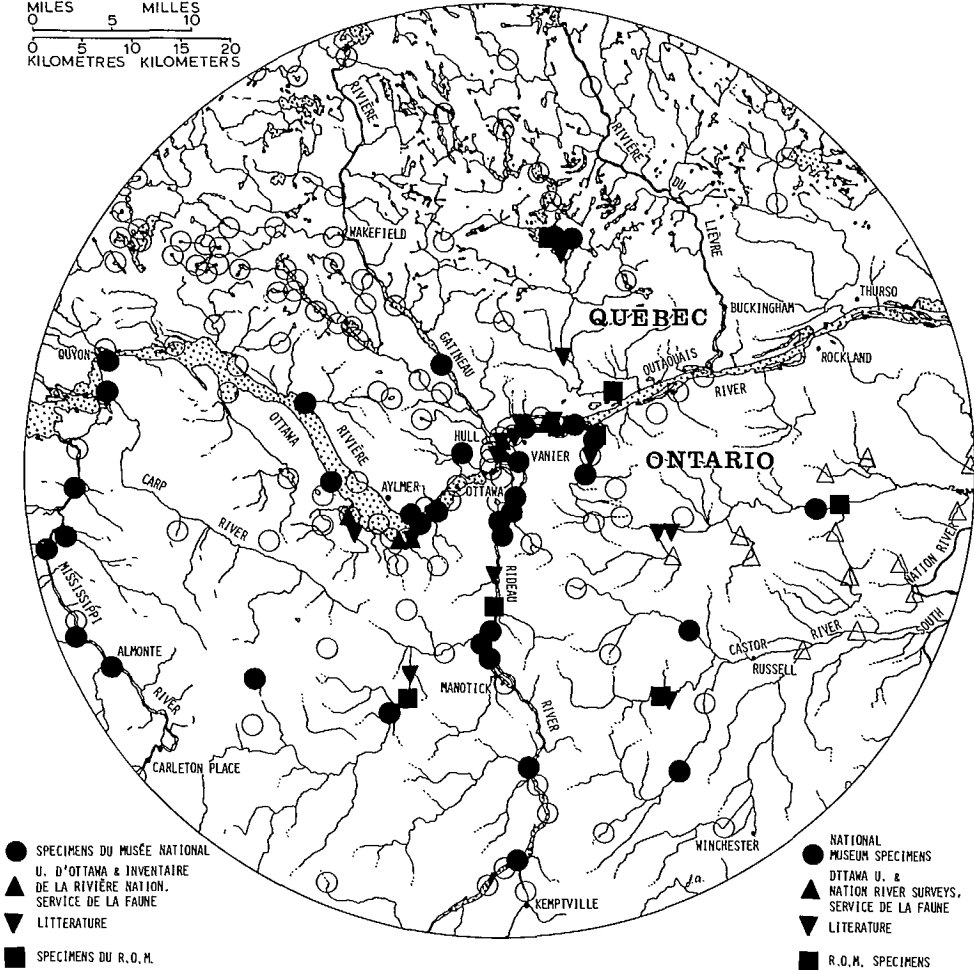 MILES MILLES
0 5 10
0 5 10 15 20
KILOMÈTRES KILOMETERS
RIVIÈRE
RIVIÈRE
DU
LIÈVRE
WAKEFIELD
THURSO
BUCKINGHAM
QUÉBEC
GATINEAU
ROCKLAND
QUYON
OUTAOUAIS
RIVER
OTTAWA
RIVIÈRE
HULL
VANIER
ONTARIO
CARP
AYLMER
OTTAWA
RIVER
NATION RIVER
RIDEAU
MISSISSIPPI
SOUTH
RIVER
CASTOR
ALMONTE
RUSSELL
MANOTICK
RIVER
RIVER
CARLETON PLACE
WINCHESTER
J.a.
KEMPTVILLE
SPECIMENS DU MUSÉE NATIONAL
U. D'OTTAWA & INVENTAIRE
DE LA RIVIÈRE NATION,
SERVICE DE LA FAUNE
LITTERATURE
SPECIMENS DU R.O.M.
NATIONAL
MUSEUM SPECIMENS
OTTAWA U. &
NATION RIVER SURVEYS,
SERVICE DE LA FAUNE
LITERATURE
R.O.M. SPECIMENS